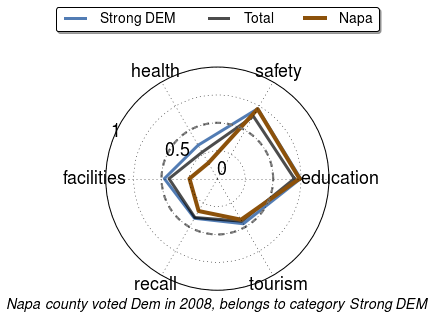 Strong DEM Total Napa
health safety
1
0.5
0
facilities education
recall tourism
Napa county voted Dem in 2008, belongs to category Strong DEM